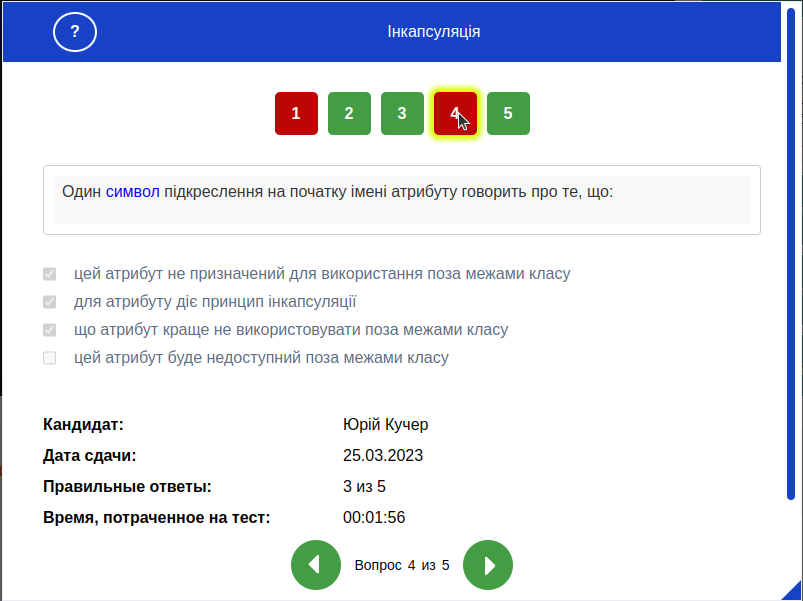 ?
Інкапсуляція
1 2 3 4 5
Один символ підкреслення на початку імені атрибуту говорить про те, що:
цей атрибут не призначений для використання поза межами класу
для атрибуту діє принцип інкапсуляції
що атрибут краще не використовувати поза межами класу
цей атрибут буде недоступний поза межами класу
Кандидат: Юрій Кучер
Дата сдачи: 25.03.2023
Правильные ответы: 3 из 5
Время, потраченное на тест: 00:01:56
Вопрос 4 из 5